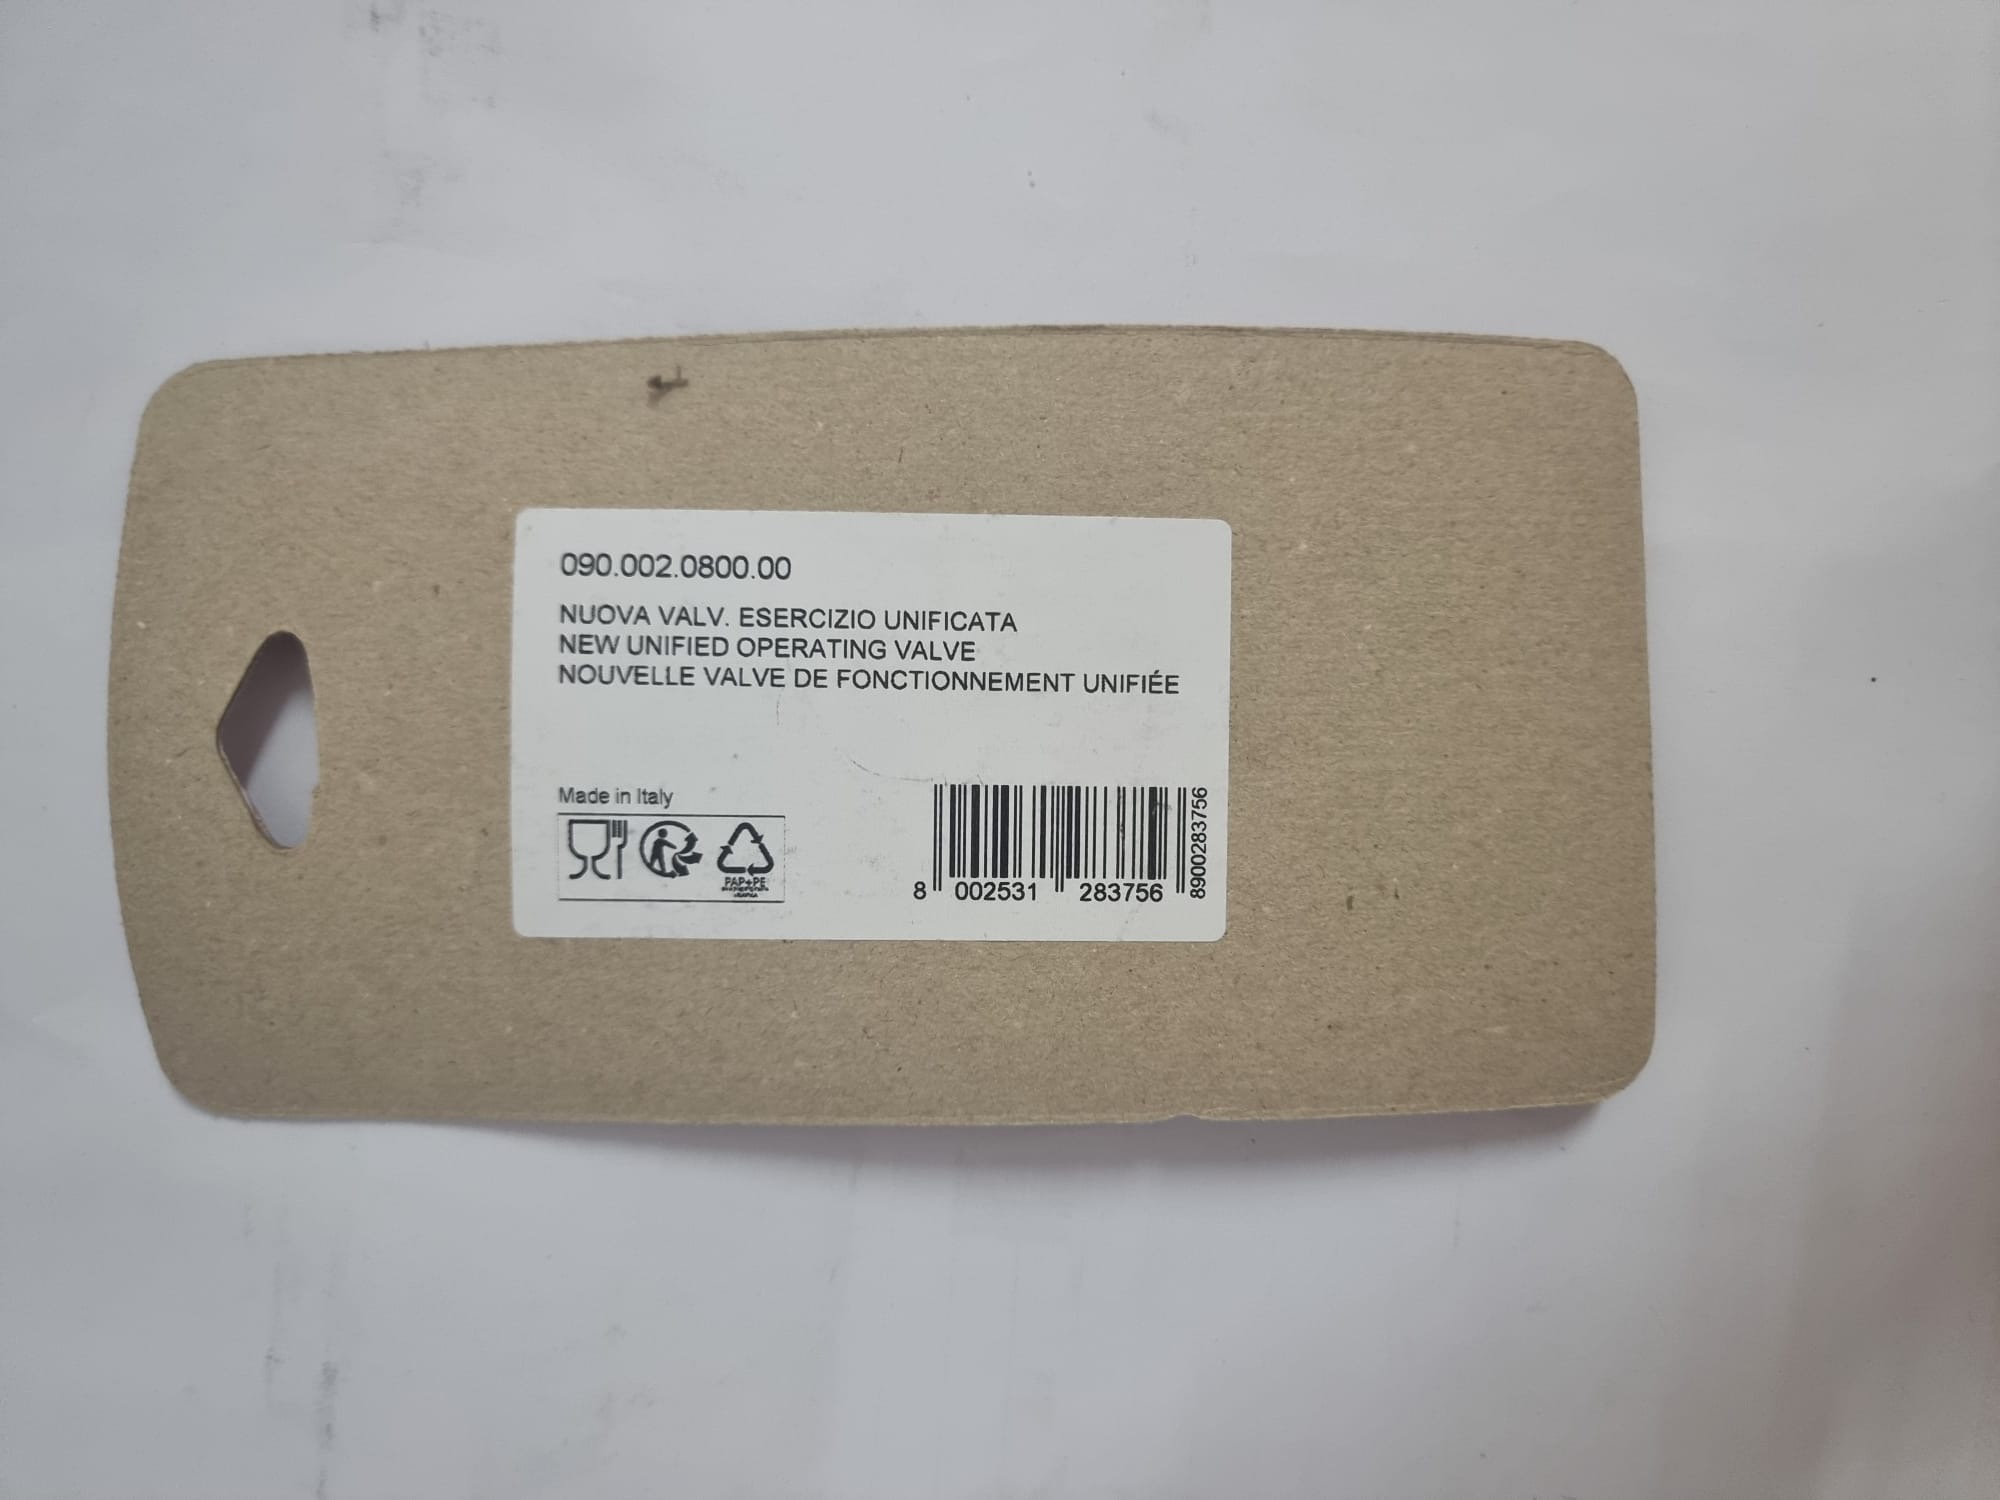 090.002.0800.00
NUOVA VALV. ESERCIZIO UNIFICATA
NEW UNIFIED OPERATING VALVE
NOUVELLE VALVE DE FONCTIONNEMENT UNIFIÉE
Made in Italy
PAP+PE
8 002531 283756
8900283756